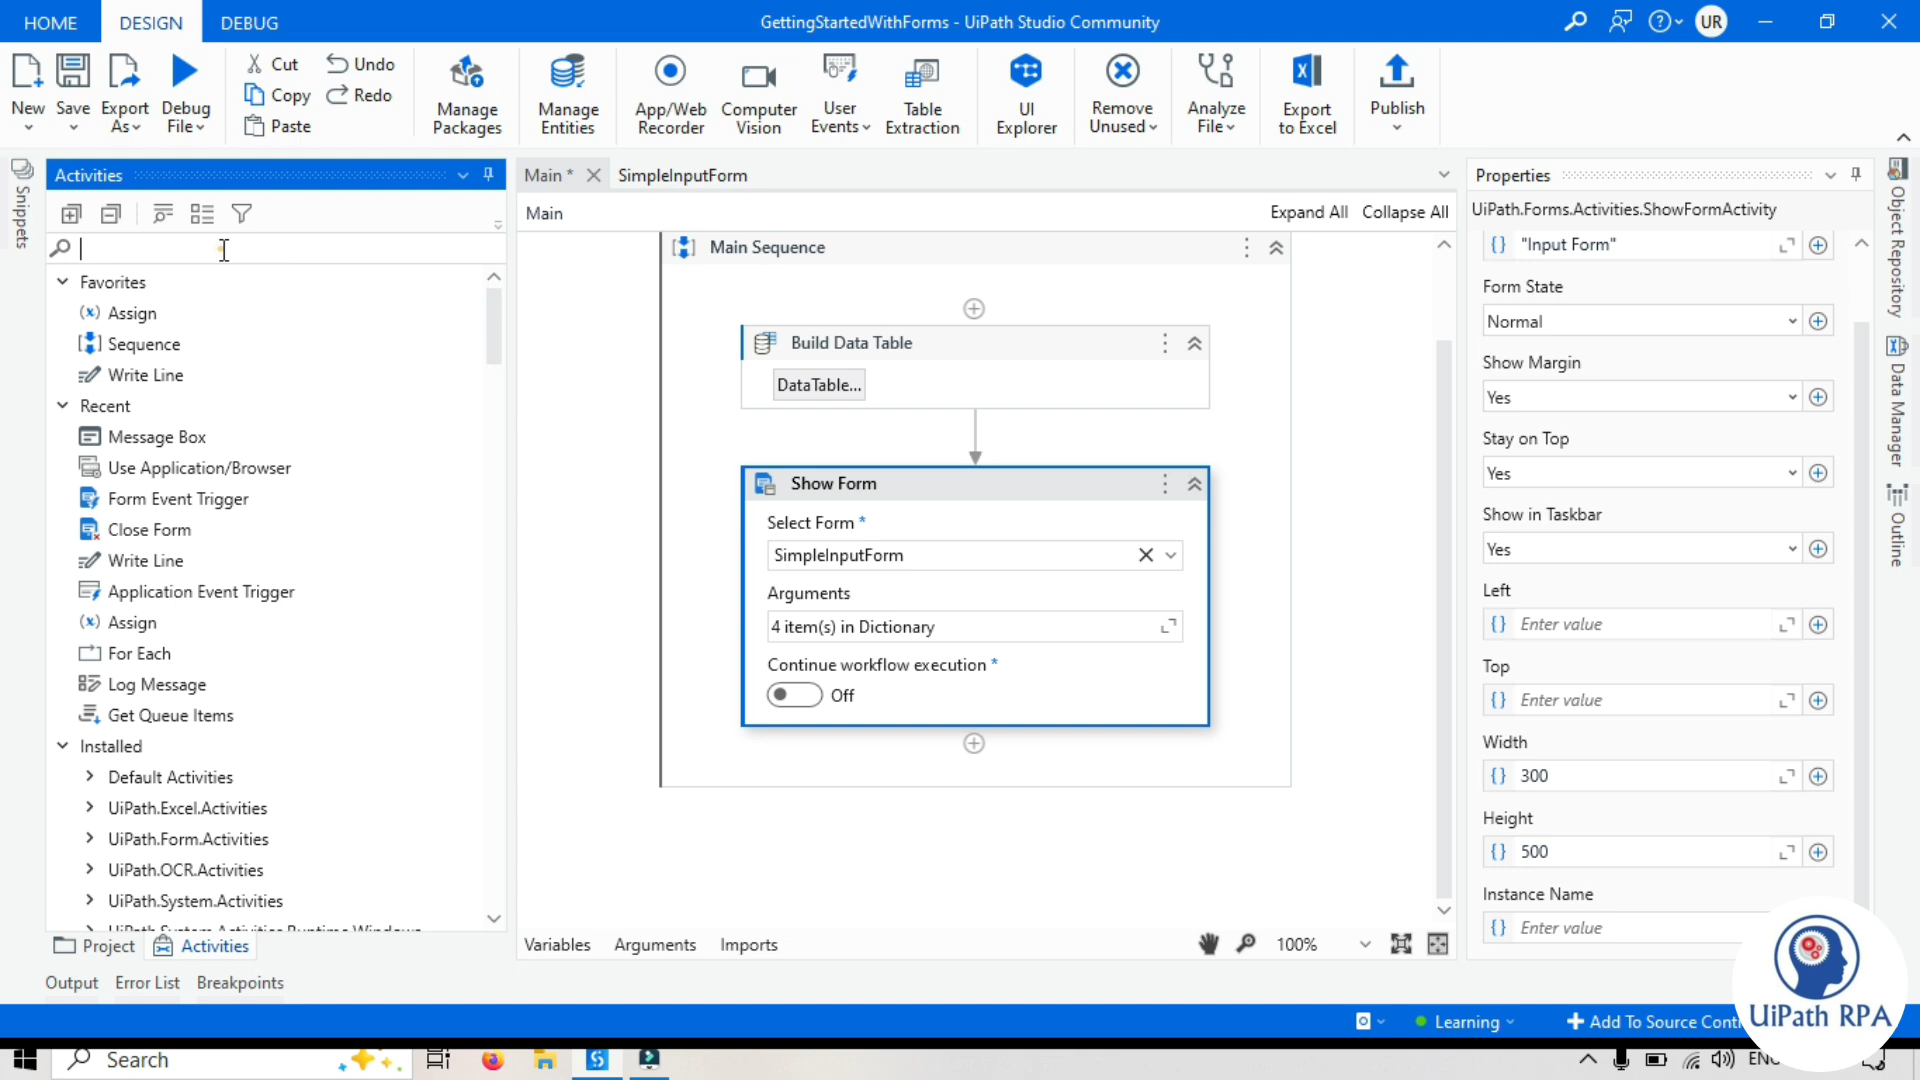 HOME
DESIGN
DEBUG
GettingStartedWithForms - UiPath Studio Community
UR
New
Save
Export As
Debug File
Cut
Copy
Paste
Undo
Redo
Manage Packages
Manage Entities
App/Web Recorder
Computer Vision
User Events
Table Extraction
UI Explorer
Remove Unused
Analyze File
Export to Excel
Publish
Snippets
Activities
Favorites
Assign
Sequence
Write Line
Recent
Message Box
Use Application/Browser
Form Event Trigger
Close Form
Write Line
Application Event Trigger
Assign
For Each
Log Message
Get Queue Items
Installed
Default Activities
UiPath.Excel.Activities
UiPath.Form.Activities
UiPath.OCR.Activities
UiPath.System.Activities
Project
Activities
Main *
SimpleInputForm
Main
Expand All
Collapse All
Main Sequence
Build Data Table
DataTable...
Show Form
Select Form *
SimpleInputForm
Arguments
4 item(s) in Dictionary
Continue workflow execution *
Off
Variables
Arguments
Imports
100%
Properties
UiPath.Forms.Activities.ShowFormActivity
"Input Form"
Form State
Normal
Show Margin
Yes
Stay on Top
Yes
Show in Taskbar
Yes
Left
Enter value
Top
Enter value
Width
300
Height
500
Instance Name
Enter value
Object Repository
Data Manager
Outline
Output
Error List
Breakpoints
Learning
Add To Source
UiPath RPA
Search